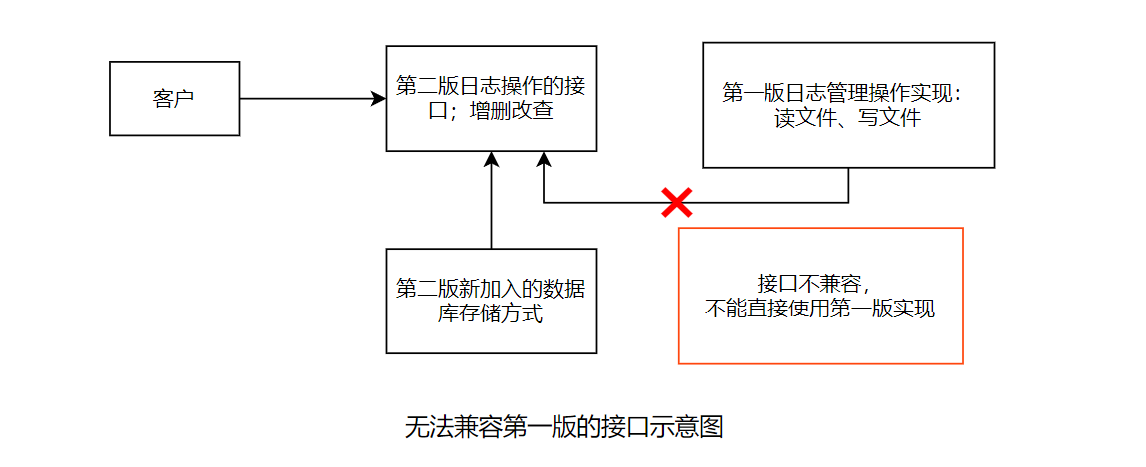 客户
第二版日志操作的接
口；增删改查
第一版日志管理操作实现：
读文件、写文件
第二版新加入的数据
库存储方式
接口不兼容，
不能直接使用第一版实现
无法兼容第一版的接口示意图